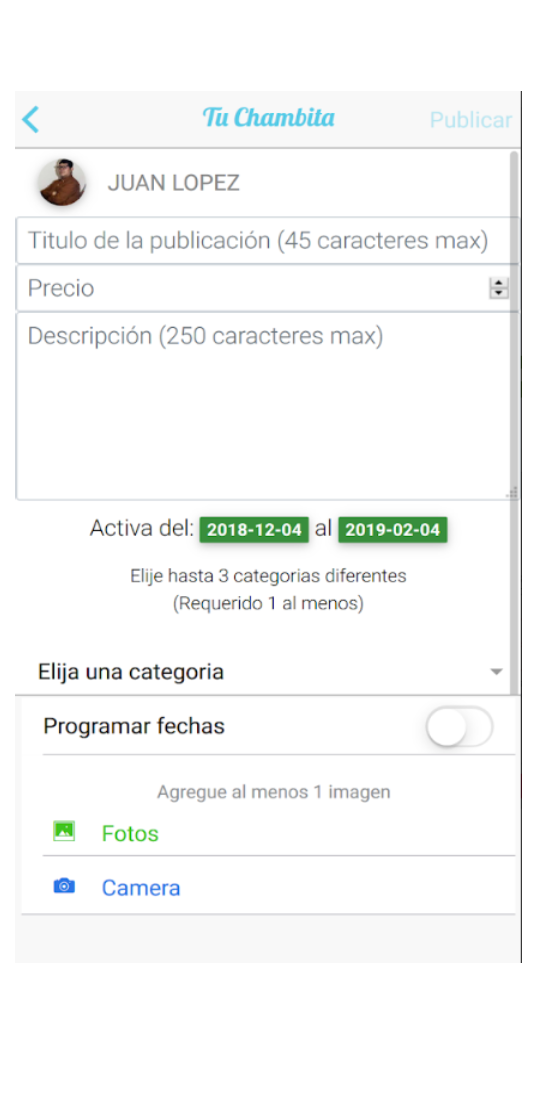 Tu Chambita
Publicar
JUAN LOPEZ
Titulo de la publicación (45 caracteres max)
Precio
Descripción (250 caracteres max)
Activa del: 2018-12-04 al 2019-02-04
Elije hasta 3 categorias diferentes
(Requerido 1 al menos)
Elija una categoria
Programar fechas
Agregue al menos 1 imagen
Fotos
Camera